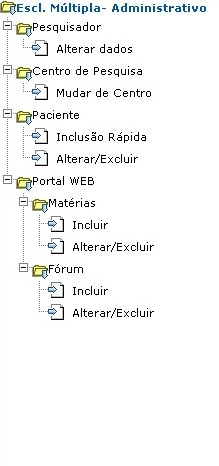 Escl. Múltipla- Administrativo
Pesquisador
Alterar dados
Centro de Pesquisa
Mudar de Centro
Paciente
Inclusão Rápida
Alterar/Excluir
Portal WEB
Matérias
Incluir
Alterar/Excluir
Fórum
Incluir
Alterar/Excluir